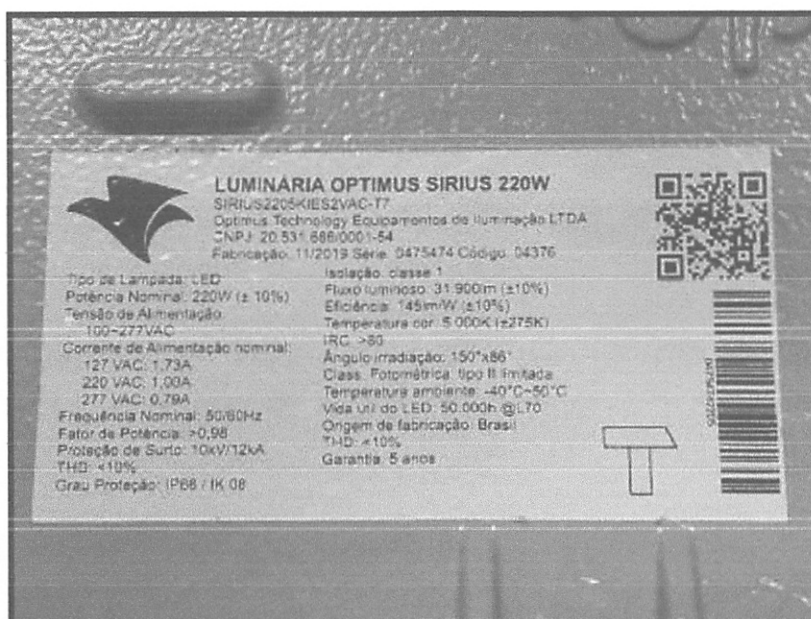 LUMINÁRIA OPTIMUS SIRIUS 220W
SIRIUS2205KIES2VAC-T7
Optimus Technology Equipamentos de Iluminação LTDA
CNPJ: 20.531.686/0001-54
Fabricação: 11/2019 Série: 0475474 Código: 04376
Tipo de Lampada: LED
Potência Nominal: 220W (± 10%)
Tensão de Alimentação:
100~277VAC
Corrente de Alimentação nominal:
127 VAC: 1,73A
220 VAC: 1,00A
277 VAC: 0,79A
Frequência Nominal: 50/60Hz
Fator de Potência: >0,98
Proteção de Surto: 10kV/12kA
THD: <10%
Grau Proteção: IP66 / IK 08
Isolação: classe 1
Fluxo luminoso: 31.900lm (±10%)
Eficiência: 145lm/W (±10%)
Temperatura cor: 5.000K (±275K)
IRC: >80
Ângulo irradiação: 150°x86°
Class. Fotométrica: tipo II limitada
Temperatura ambiente: -40°C~50°C
Vida útil do LED: 50.000h @L70
Origem de fabricação: Brasil
THD: <10%
Garantia: 5 anos